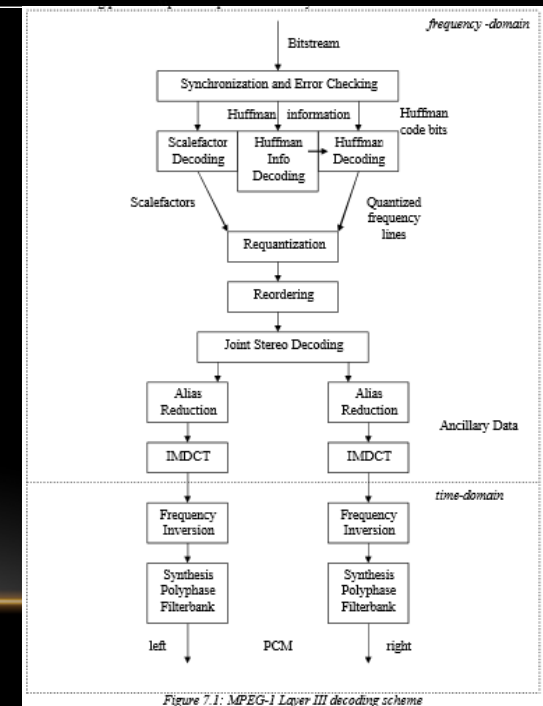 frequency -domain
Bitstream
Synchronization and Error Checking
Huffman information
Huffman
code bits
Scalefactor
Decoding
Huffman
Info
Decoding
Huffman
Decoding
Scalefactors
Quantized
frequency
lines
Requantization
Reordering
Joint Stereo Decoding
Alias
Reduction
Alias
Reduction
Ancillary Data
IMDCT
IMDCT
time-domain
Frequency
Inversion
Frequency
Inversion
Synthesis
Polyphase
Filterbank
Synthesis
Polyphase
Filterbank
left PCM right
Figure 7.1: MPEG-1 Layer III decoding scheme